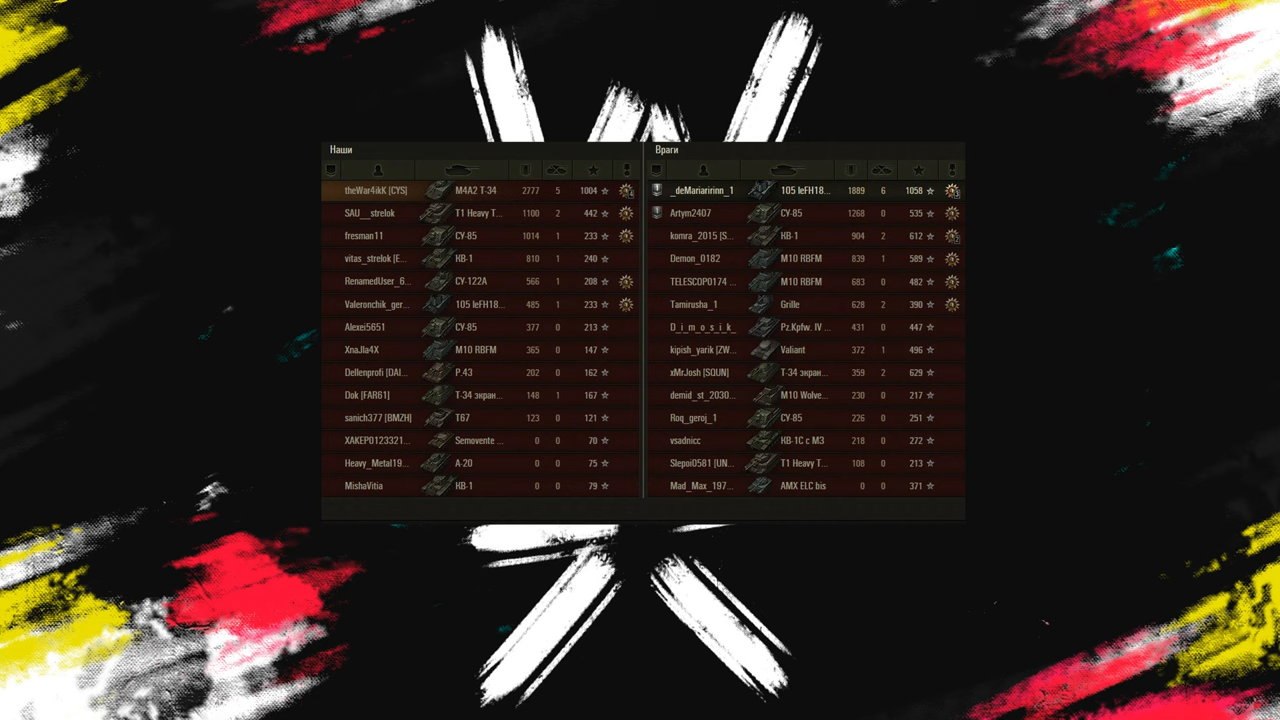 Наши
theWar4ikK [CYS] M4A2 T-34 2777 5 1004
SAU__strelok T1 Heavy T... 1100 2 442
fresman11 СУ-85 1014 1 233
vitas_strelok [E... КВ-1 810 1 240
RenamedUser_6... СУ-122А 566 1 208
Valeronchik_ger... 105 leFH18... 485 1 233
Alexei5651 СУ-85 377 0 213
XnaJIa4X M10 RBFM 365 0 147
Dellenprofi [DAI... P.43 202 0 162
Dok [FAR61] Т-34 экран... 148 1 167
sanich377 [BMZH] T67 123 0 121
XAKEP0123321... Semovente ... 0 0 70
Heavy_Metal19... А-20 0 0 75
MishaVitia КВ-1 0 0 79
Враги
_deMariaririnn_1 105 leFH18... 1889 6 1058
Artym2407 СУ-85 1268 0 535
komra_2015 [S... КВ-1 904 2 612
Demon_0182 M10 RBFM 839 1 589
TELESCOP0174 ... M10 RBFM 683 0 482
Tamirusha_1 Grille 628 2 390
D_i_m_o_s_i_k_ Pz.Kpfw. IV ... 431 0 447
kipish_yarik [ZW... Valiant 372 1 496
xMrJosh [SQUN] Т-34 экран... 359 2 629
demid_st_2030... M10 Wolve... 230 0 217
Roq_geroj_1 СУ-85 226 0 251
vsadnicc КВ-1С с М3 218 0 272
Slepoi0581 [UN... T1 Heavy T... 108 0 213
Mad_Max_197... AMX ELC bis 0 0 371